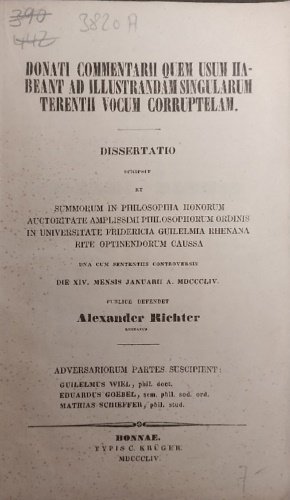 390
442
3820 A
DONATI COMMENTARII QUEM USUM HA-
BEANT AD ILLUSTRANDAM SINGULARUM
TERENTII VOCUM CORRUPTELAM.
DISSERTATIO
SCRIPSIT
ET
SUMMORUM IN PHILOSOPHIA HONORUM
AUCTORITATE AMPLISSIMI PHILOSOPHORUM ORDINIS
IN UNIVERSITATE FRIDERICIA GUILELMIA RHENANA
RITE OPTINENDORUM CAUSSA
UNA CUM SENTENTIIS CONTROVERSIS
DIE XIV. MENSIS JANUARII A. MDCCCLIV.
PUBLICE DEFENDET
Alexander Richter
ADVERSARIORUM PARTES SUSCIPIENT:
GUILELMUS WIEL, phil. doct.
EDUARDUS GOEBEL, sem. phil. sod. ord.
MATHIAS SCHIEFFER, phil. stud.
BONNAE.
TYPIS C. KRÜGER.
MDCCCLIV.